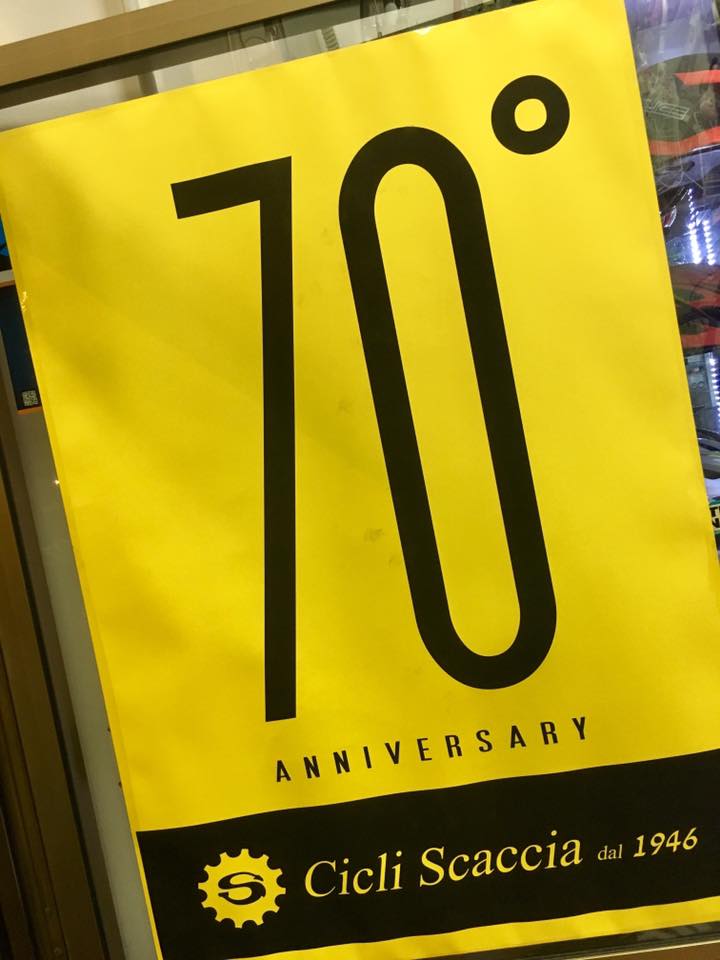 70°
ANNIVERSARY
Cicli Scaccia dal 1946